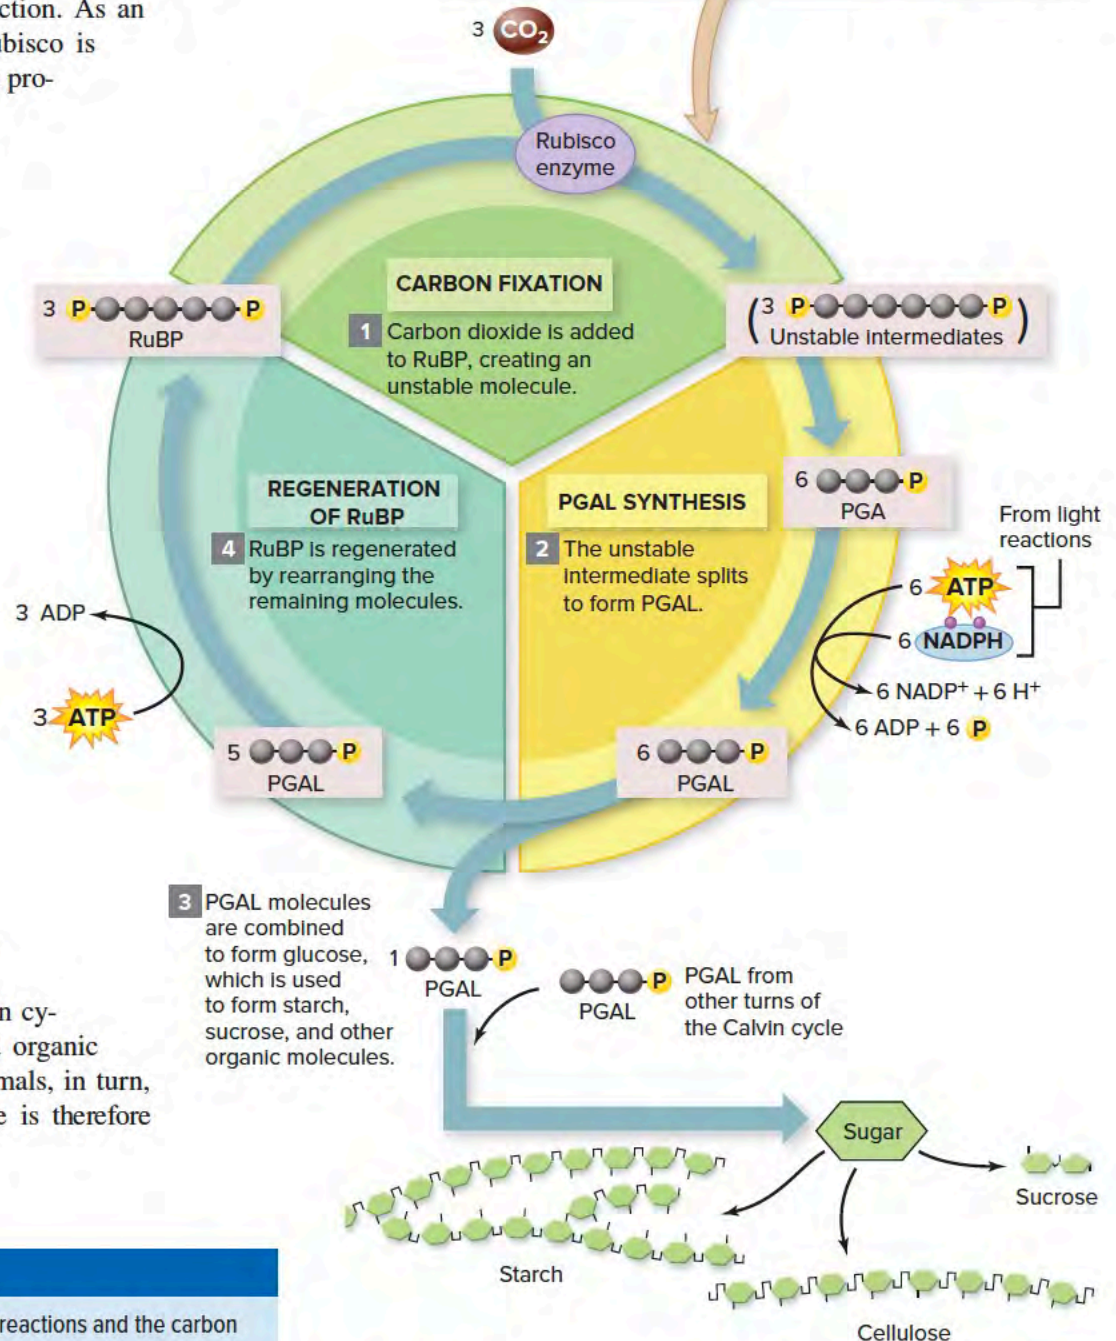 ction. As an
ubisco is
pro-
3 CO₂
Rubisco
enzyme
CARBON FIXATION
1 Carbon dioxide is added
to RuBP, creating an
unstable molecule.
3 P P
RuBP
(3 P P)
Unstable intermediates
6 P
PGA
From light
reactions
6 ATP
6 NADPH
6 NADP⁺ + 6 H⁺
6 ADP + 6 P
PGAL SYNTHESIS
2 The unstable
intermediate splits
to form PGAL.
6 P
PGAL
REGENERATION
OF RuBP
4 RuBP is regenerated
by rearranging the
remaining molecules.
3 ADP
3 ATP
5 P
PGAL
3 PGAL molecules
are combined
to form glucose,
which is used
to form starch,
sucrose, and other
organic molecules.
1 P
PGAL
P
PGAL
PGAL from
other turns of
the Calvin cycle
n cy-
organic
mals, in turn,
e is therefore
Sugar
Sucrose
Starch
Cellulose
reactions and the carbon